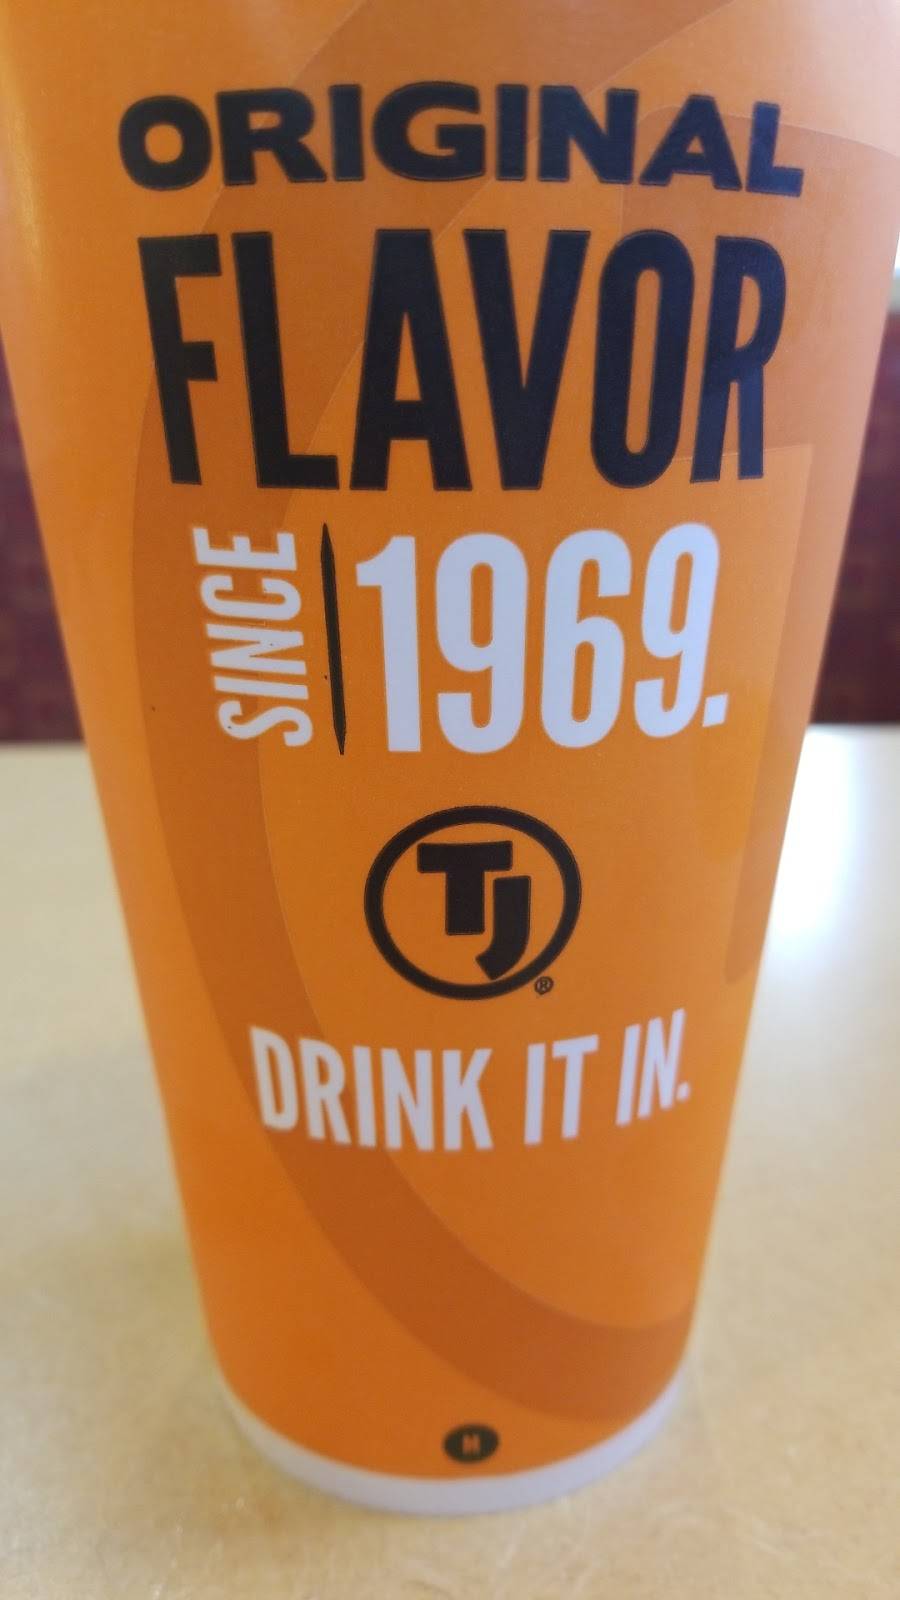 ORIGINAL
FLAVOR
SINCE 1969.
TJ®
DRINK IT IN.
H